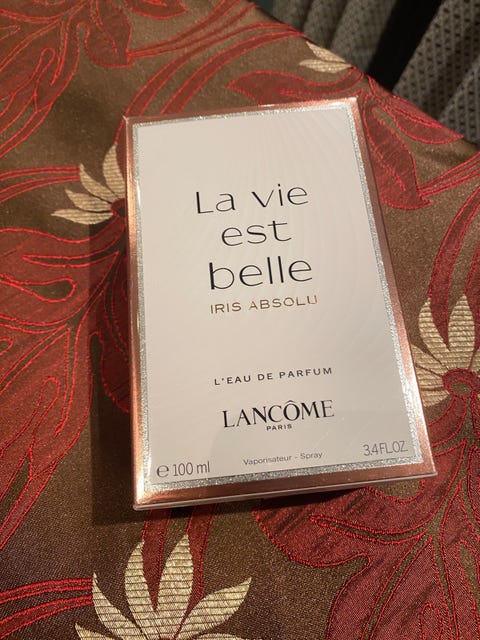 La vie
est
belle
IRIS ABSOLU
L'EAU DE PARFUM
LANCÔME
PARIS
Vaporisateur - Spray
℮ 100 ml
3.4 FL.OZ.